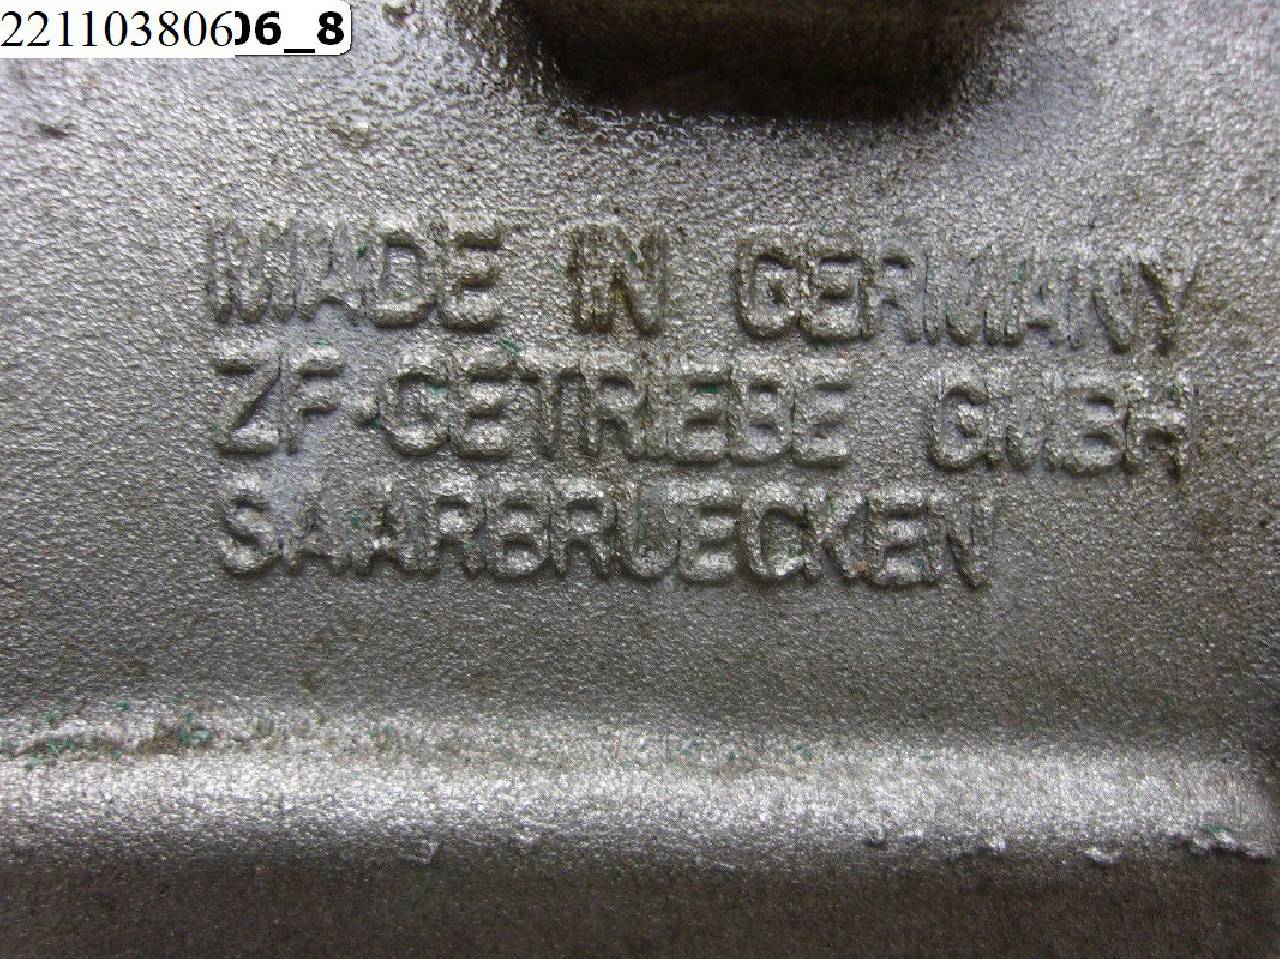 22110380606_8
MADE IN GERMANY
ZF-GETRIEBE GMBH
SAARBRUECKEN